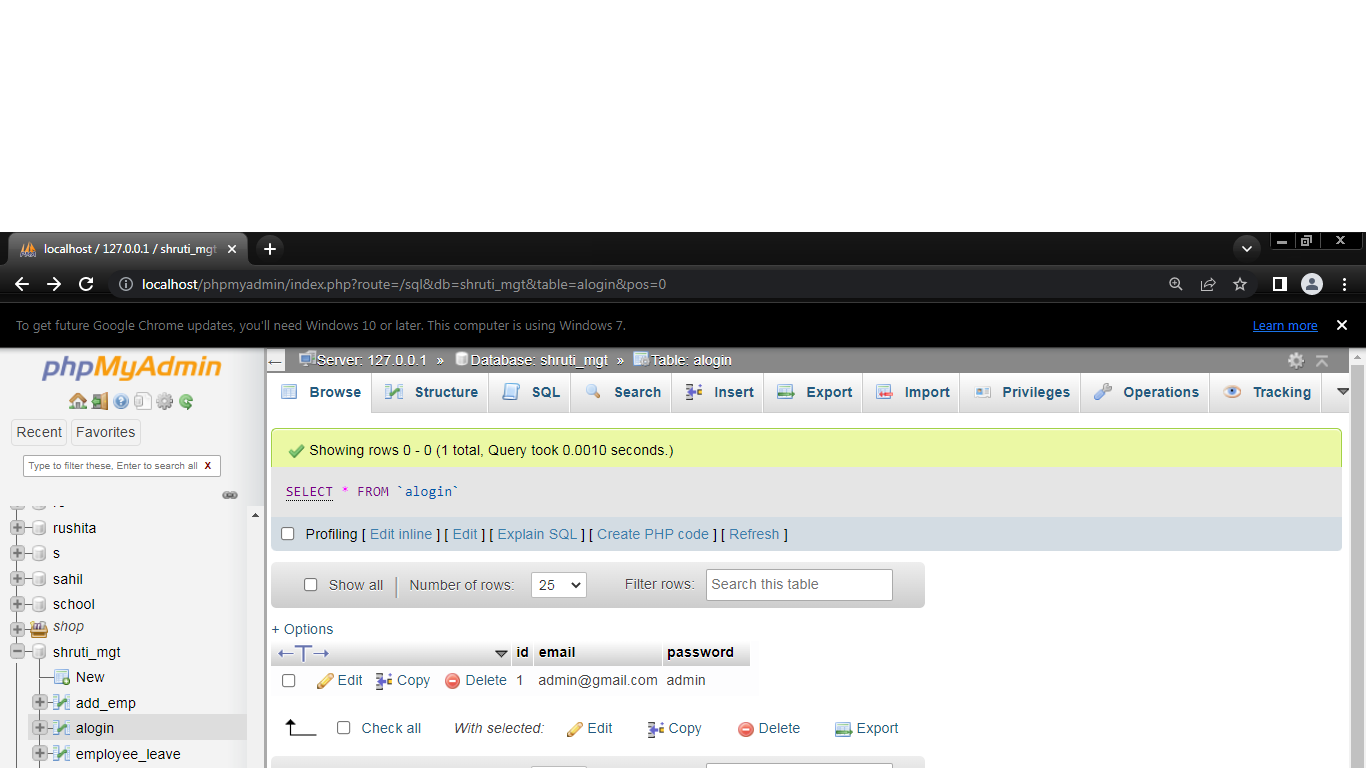 localhost / 127.0.0.1 / shruti_mgt
localhost/phpmyadmin/index.php?route=/sql&db=shruti_mgt&table=alogin&pos=0
To get future Google Chrome updates, you'll need Windows 10 or later. This computer is using Windows 7.
Learn more
phpMyAdmin
Recent Favorites
Type to filter these, Enter to search all X
rushita
s
sahil
school
shop
shruti_mgt
New
add_emp
alogin
employee_leave
Server: 127.0.0.1 » Database: shruti_mgt » Table: alogin
Browse Structure SQL Search Insert Export Import Privileges Operations Tracking
Showing rows 0 - 0 (1 total, Query took 0.0010 seconds.)
SELECT * FROM `alogin`
Profiling [ Edit inline ] [ Edit ] [ Explain SQL ] [ Create PHP code ] [ Refresh ]
Show all | Number of rows: 25 Filter rows: Search this table
+ Options
←T→ id email password
Edit Copy Delete 1 admin@gmail.com admin
Check all With selected: Edit Copy Delete Export